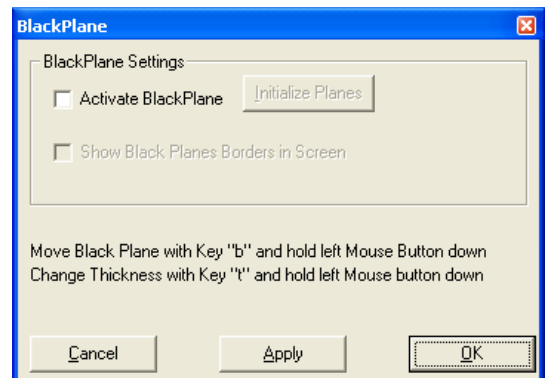 BlackPlane
BlackPlane Settings
Activate BlackPlane
Initialize Planes
Show Black Planes Borders in Screen
Move Black Plane with Key "b" and hold left Mouse Button down
Change Thickness with Key "t" and hold left Mouse button down
Cancel
Apply
OK